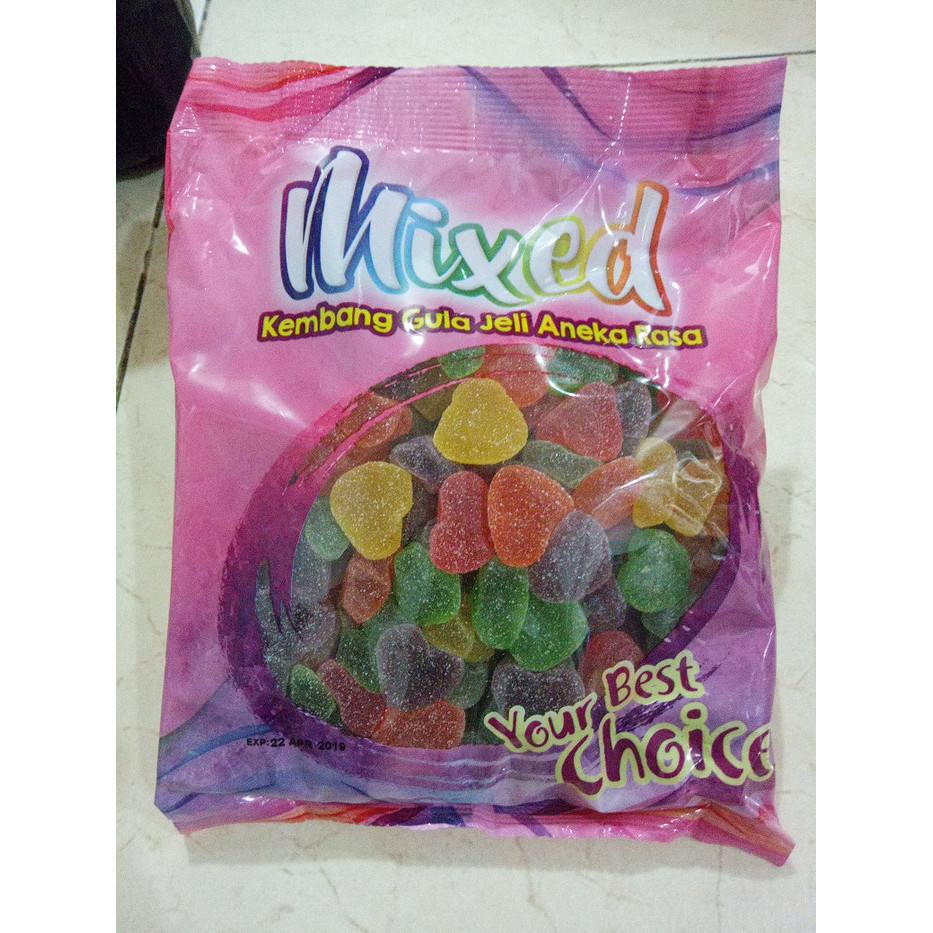 Mixed
Kembang Gula Jeli Aneka Rasa
Your Best
Choice
EXP: 22 APR 2019